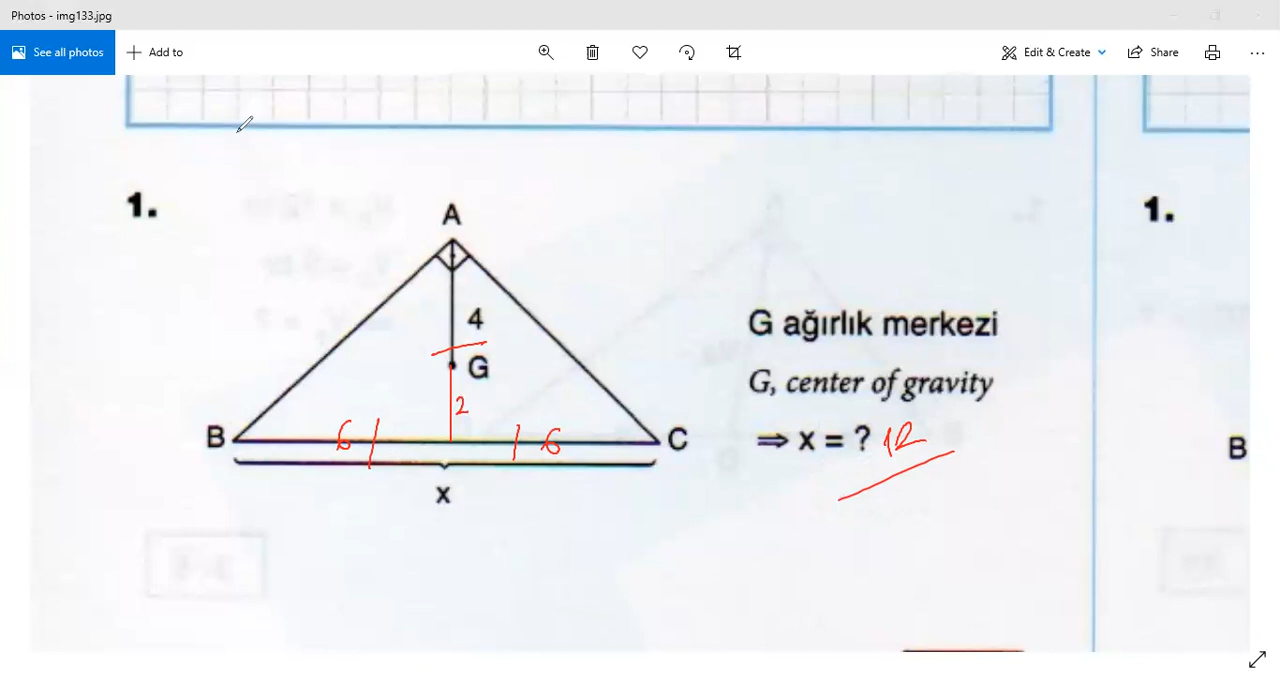 Photos - img133.jpg
See all photos
Add to
Edit & Create
Share
1.
A
4
G
2
B
6
6
C
x
G ağırlık merkezi
G, center of gravity
⇒ x = ? 12
1.
B